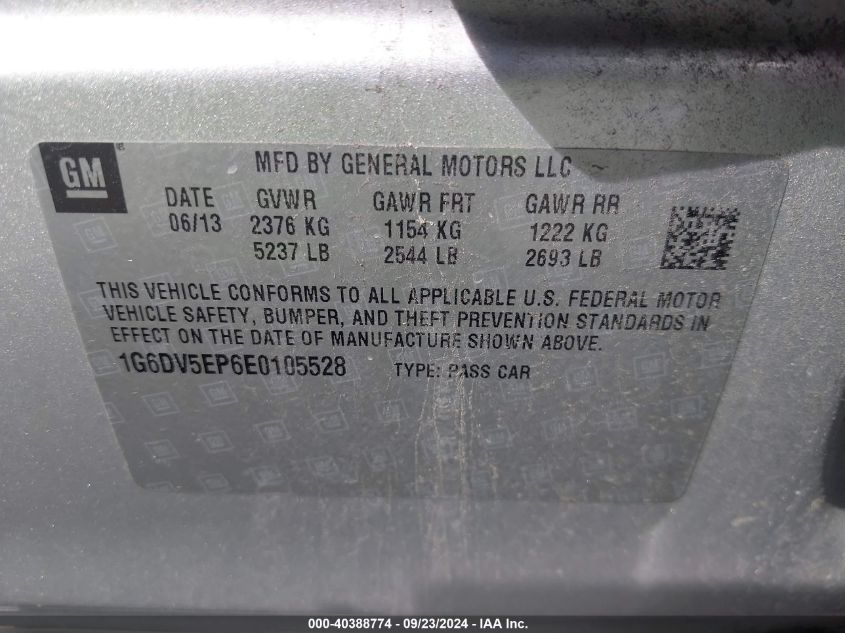 GM
MFD BY GENERAL MOTORS LLC
DATE GVWR GAWR FRT GAWR RR
06/13 2376 KG 1154 KG 1222 KG
5237 LB 2544 LB 2693 LB
THIS VEHICLE CONFORMS TO ALL APPLICABLE U.S. FEDERAL MOTOR
VEHICLE SAFETY, BUMPER, AND THEFT PREVENTION STANDARDS IN
EFFECT ON THE DATE OF MANUFACTURE SHOWN ABOVE.
1G6DV5EP6E0105528 TYPE: PASS CAR
000-40388774 - 09/23/2024 - IAA Inc.